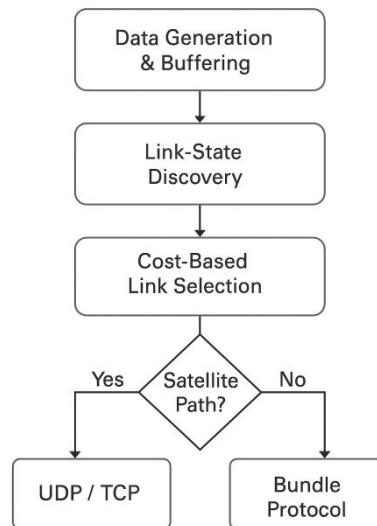 Data Generation
& Buffering
Link-State
Discovery
Cost-Based
Link Selection
Satellite
Path?
Yes
No
UDP / TCP
Bundle
Protocol